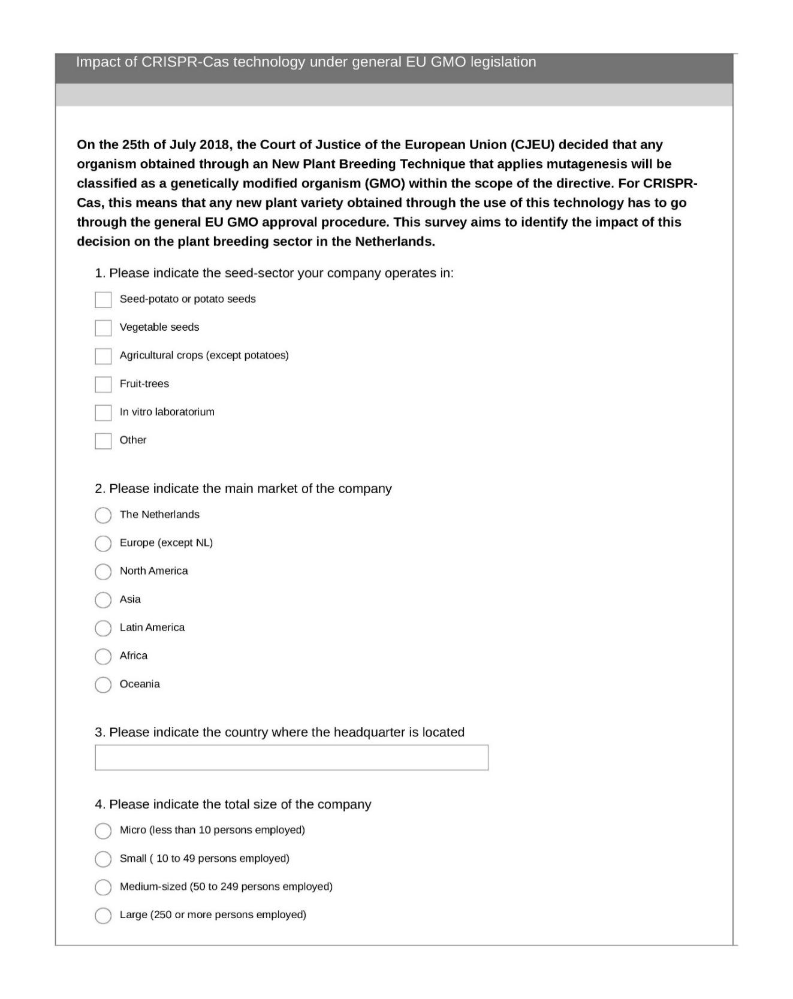 Impact of CRISPR-Cas technology under general EU GMO legislation
On the 25th of July 2018, the Court of Justice of the European Union (CJEU) decided that any
organism obtained through an New Plant Breeding Technique that applies mutagenesis will be
classified as a genetically modified organism (GMO) within the scope of the directive. For CRISPR-
Cas, this means that any new plant variety obtained through the use of this technology has to go
through the general EU GMO approval procedure. This survey aims to identify the impact of this
decision on the plant breeding sector in the Netherlands.
1. Please indicate the seed-sector your company operates in:
Seed-potato or potato seeds
Vegetable seeds
Agricultural crops (except potatoes)
Fruit-trees
In vitro laboratorium
Other
2. Please indicate the main market of the company
The Netherlands
Europe (except NL)
North America
Asia
Latin America
Africa
Oceania
3. Please indicate the country where the headquarter is located
4. Please indicate the total size of the company
Micro (less than 10 persons employed)
Small ( 10 to 49 persons employed)
Medium-sized (50 to 249 persons employed)
Large (250 or more persons employed)